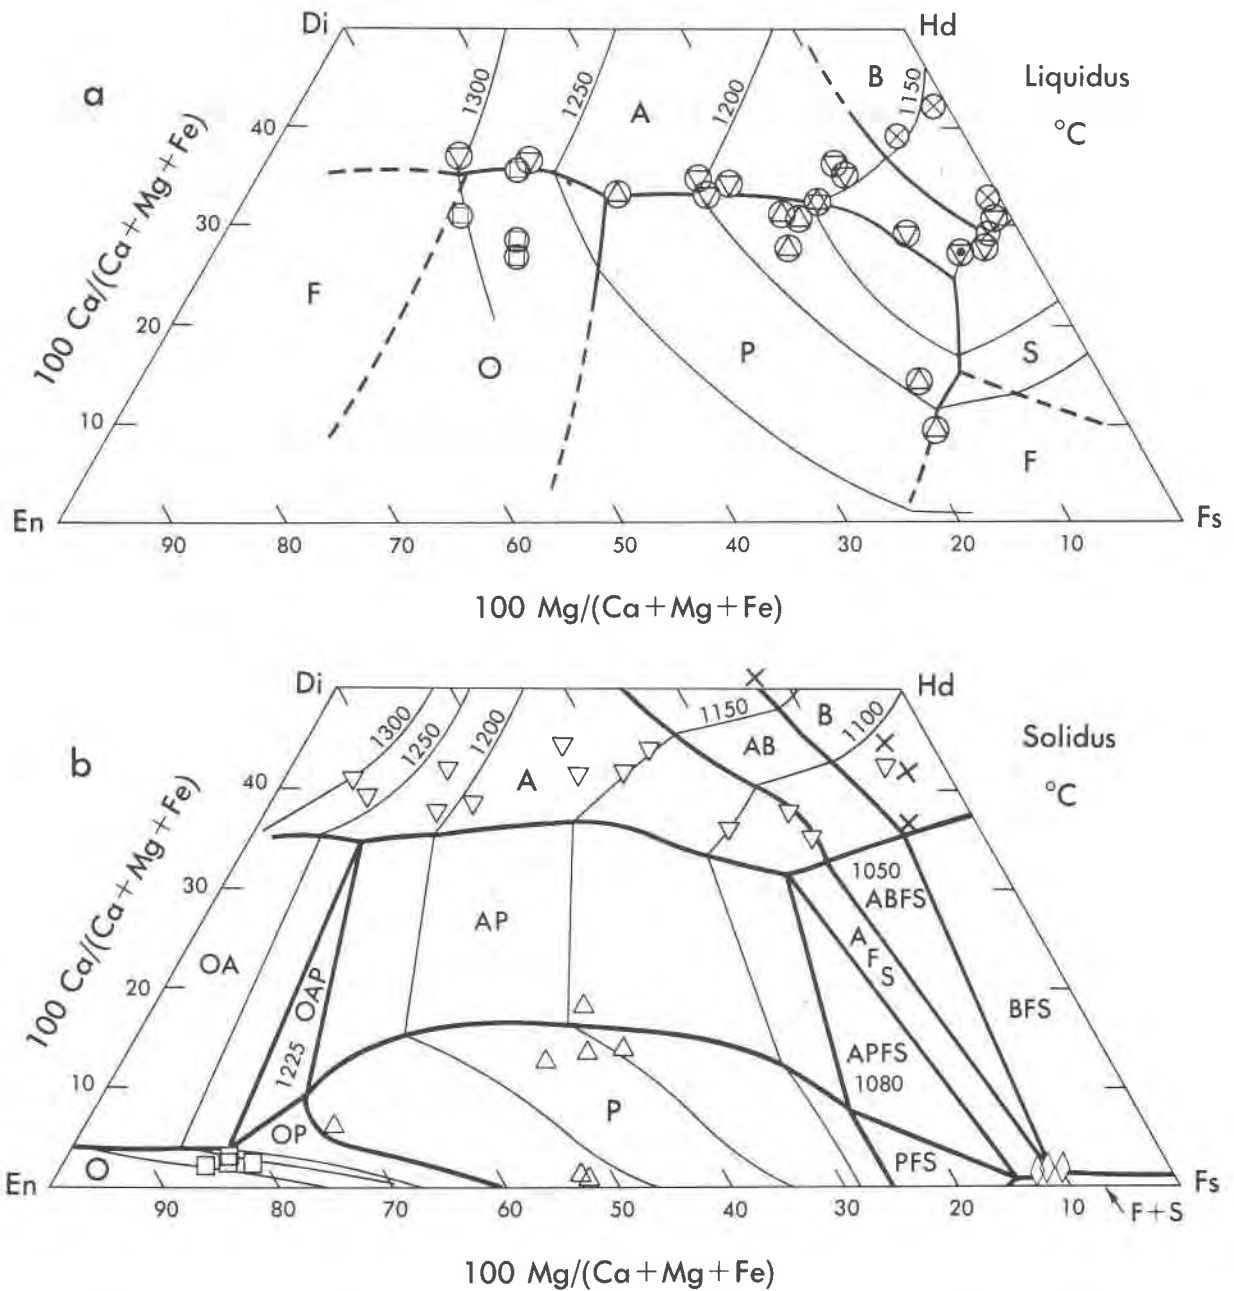 a
Di
Hd
1300
1250
A
1200
B
1150
Liquidus
°C
40
30
20
10
100 Ca/(Ca+Mg+Fe)
F
O
P
S
F
En
Fs
90
80
70
60
50
40
30
20
10
100 Mg/(Ca+Mg+Fe)
b
Di
Hd
1300
1250
1200
A
1150
AB
B
1100
Solidus
°C
40
30
20
10
100 Ca/(Ca+Mg+Fe)
OA
OAP
1225
AP
1050
ABFS
A
F
S
BFS
APFS
1080
P
OP
PFS
O
En
Fs
F+S
90
80
70
60
50
40
30
20
10
100 Mg/(Ca+Mg+Fe)